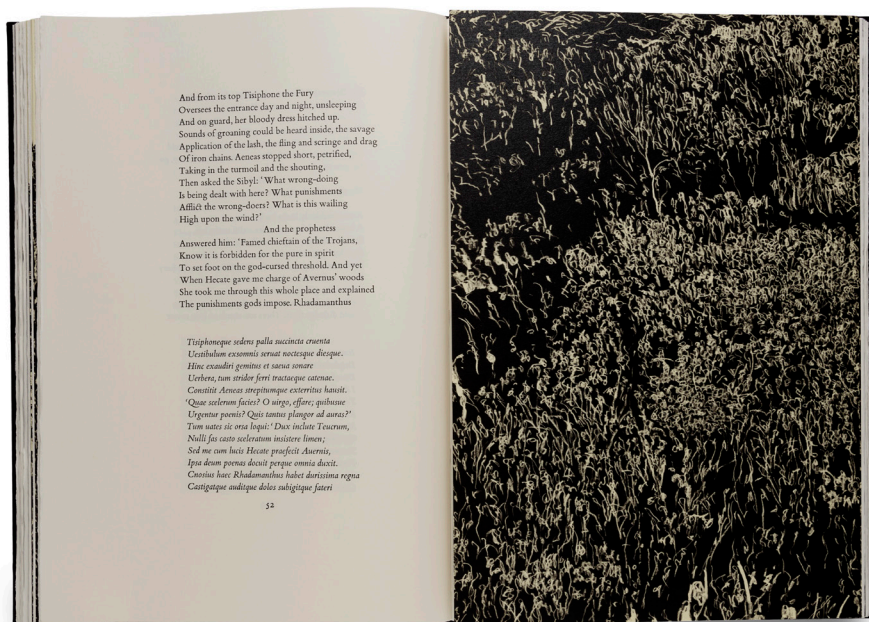 And from its top Tisiphone the Fury
Oversees the entrance day and night, unsleeping
And on guard, her bloody dress hitched up.
Sounds of groaning could be heard inside, the savage
Application of the lash, the fling and scringe and drag
Of iron chains. Aeneas stopped short, petrified,
Taking in the turmoil and the shouting,
Then asked the Sibyl: ‘What wrong-doing
Is being dealt with here? What punishments
Afflict the wrong-doers? What is this wailing
High upon the wind?’
And the prophetess
Answered him: ‘Famed chieftain of the Trojans,
Know it is forbidden for the pure in spirit
To set foot on the god-cursed threshold. And yet
When Hecate gave me charge of Avernus’ woods
She took me through this whole place and explained
The punishments gods impose. Rhadamanthus
Tisiphoneque sedens palla succincta cruenta
Uestibulum exsomnis seruat noctesque diesque.
Hinc exaudiri gemitus et saeua sonare
Uerbera, tum stridor ferri tractaeque catenae.
Constitit Aeneas strepitumque exterritus hausit.
‘Quae scelerum facies? O uirgo, effare; quibusue
Urgentur poenis? Quis tantus plangor ad auras?’
Tum uates sic orsa loqui: ‘Dux inclute Teucrum,
Nulli fas casto sceleratum insistere limen;
Sed me cum lucis Hecate praefecit Auernis,
Ipsa deum poenas docuit perque omnia duxit.
Cnosius haec Rhadamanthus habet durissima regna
Castigatque auditque dolos subigitque fateri
52